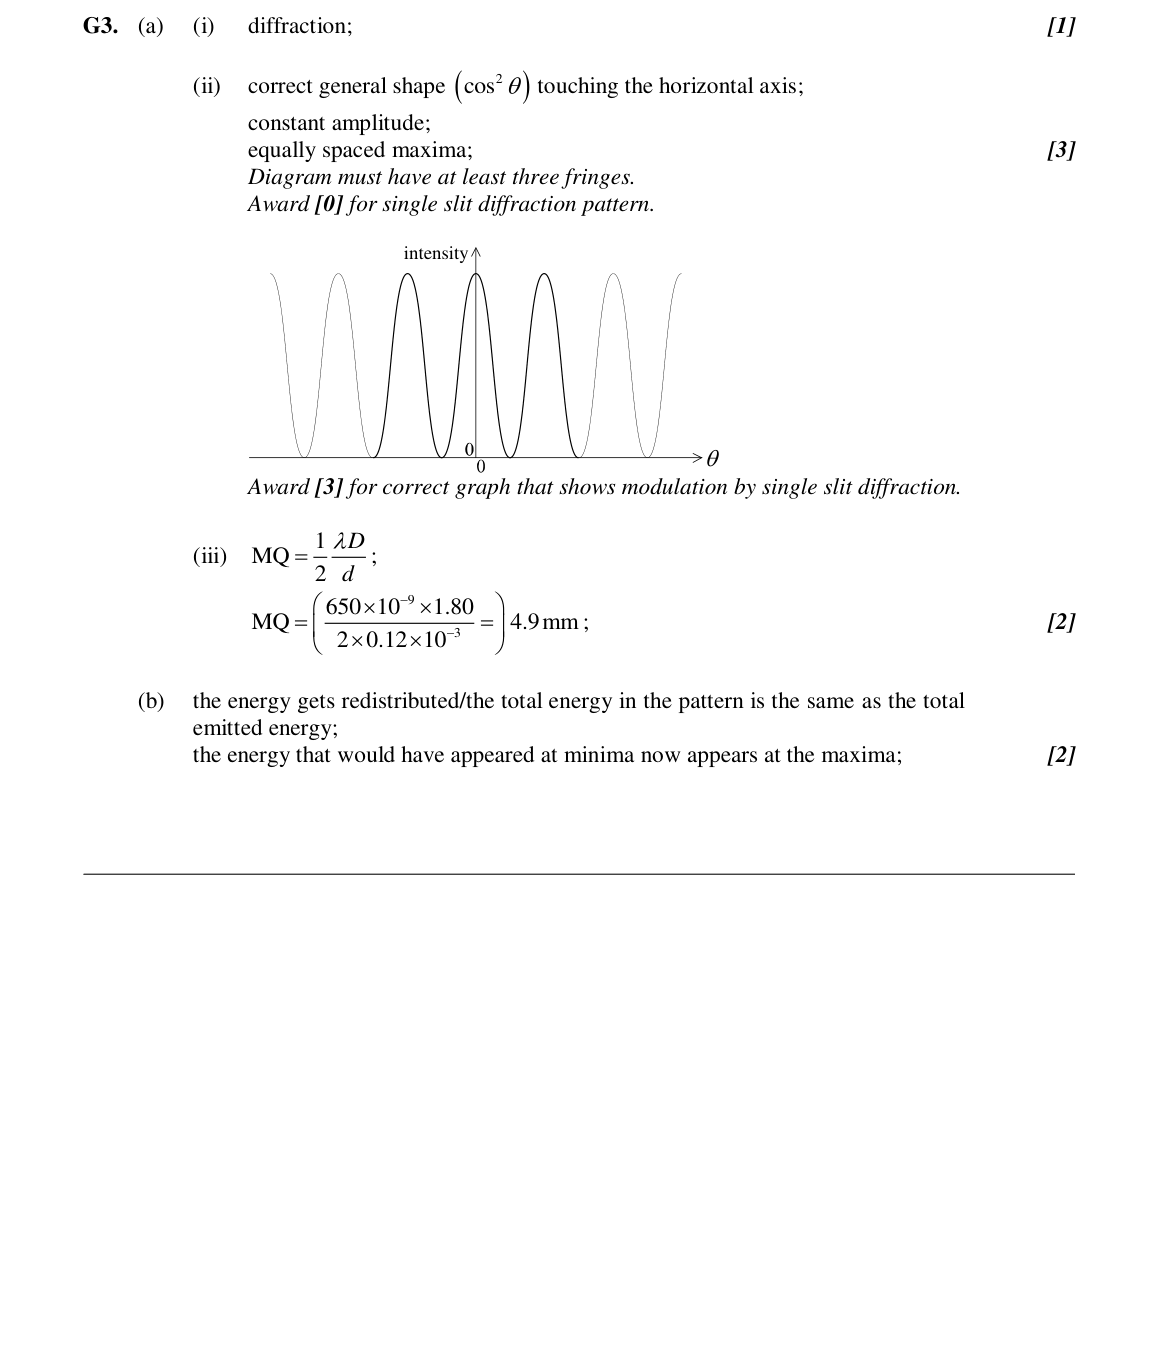 G3. (a) (i) diffraction; [1]
(ii) correct general shape (cos² θ) touching the horizontal axis;
constant amplitude;
equally spaced maxima; [3]
Diagram must have at least three fringes.
Award [0] for single slit diffraction pattern.
intensity
0
0
θ
Award [3] for correct graph that shows modulation by single slit diffraction.
(iii) MQ = 1/2 λD/d ;
MQ = (650×10⁻⁹ ×1.80 / 2×0.12×10⁻³ =) 4.9 mm ; [2]
(b) the energy gets redistributed/the total energy in the pattern is the same as the total
emitted energy;
the energy that would have appeared at minima now appears at the maxima; [2]